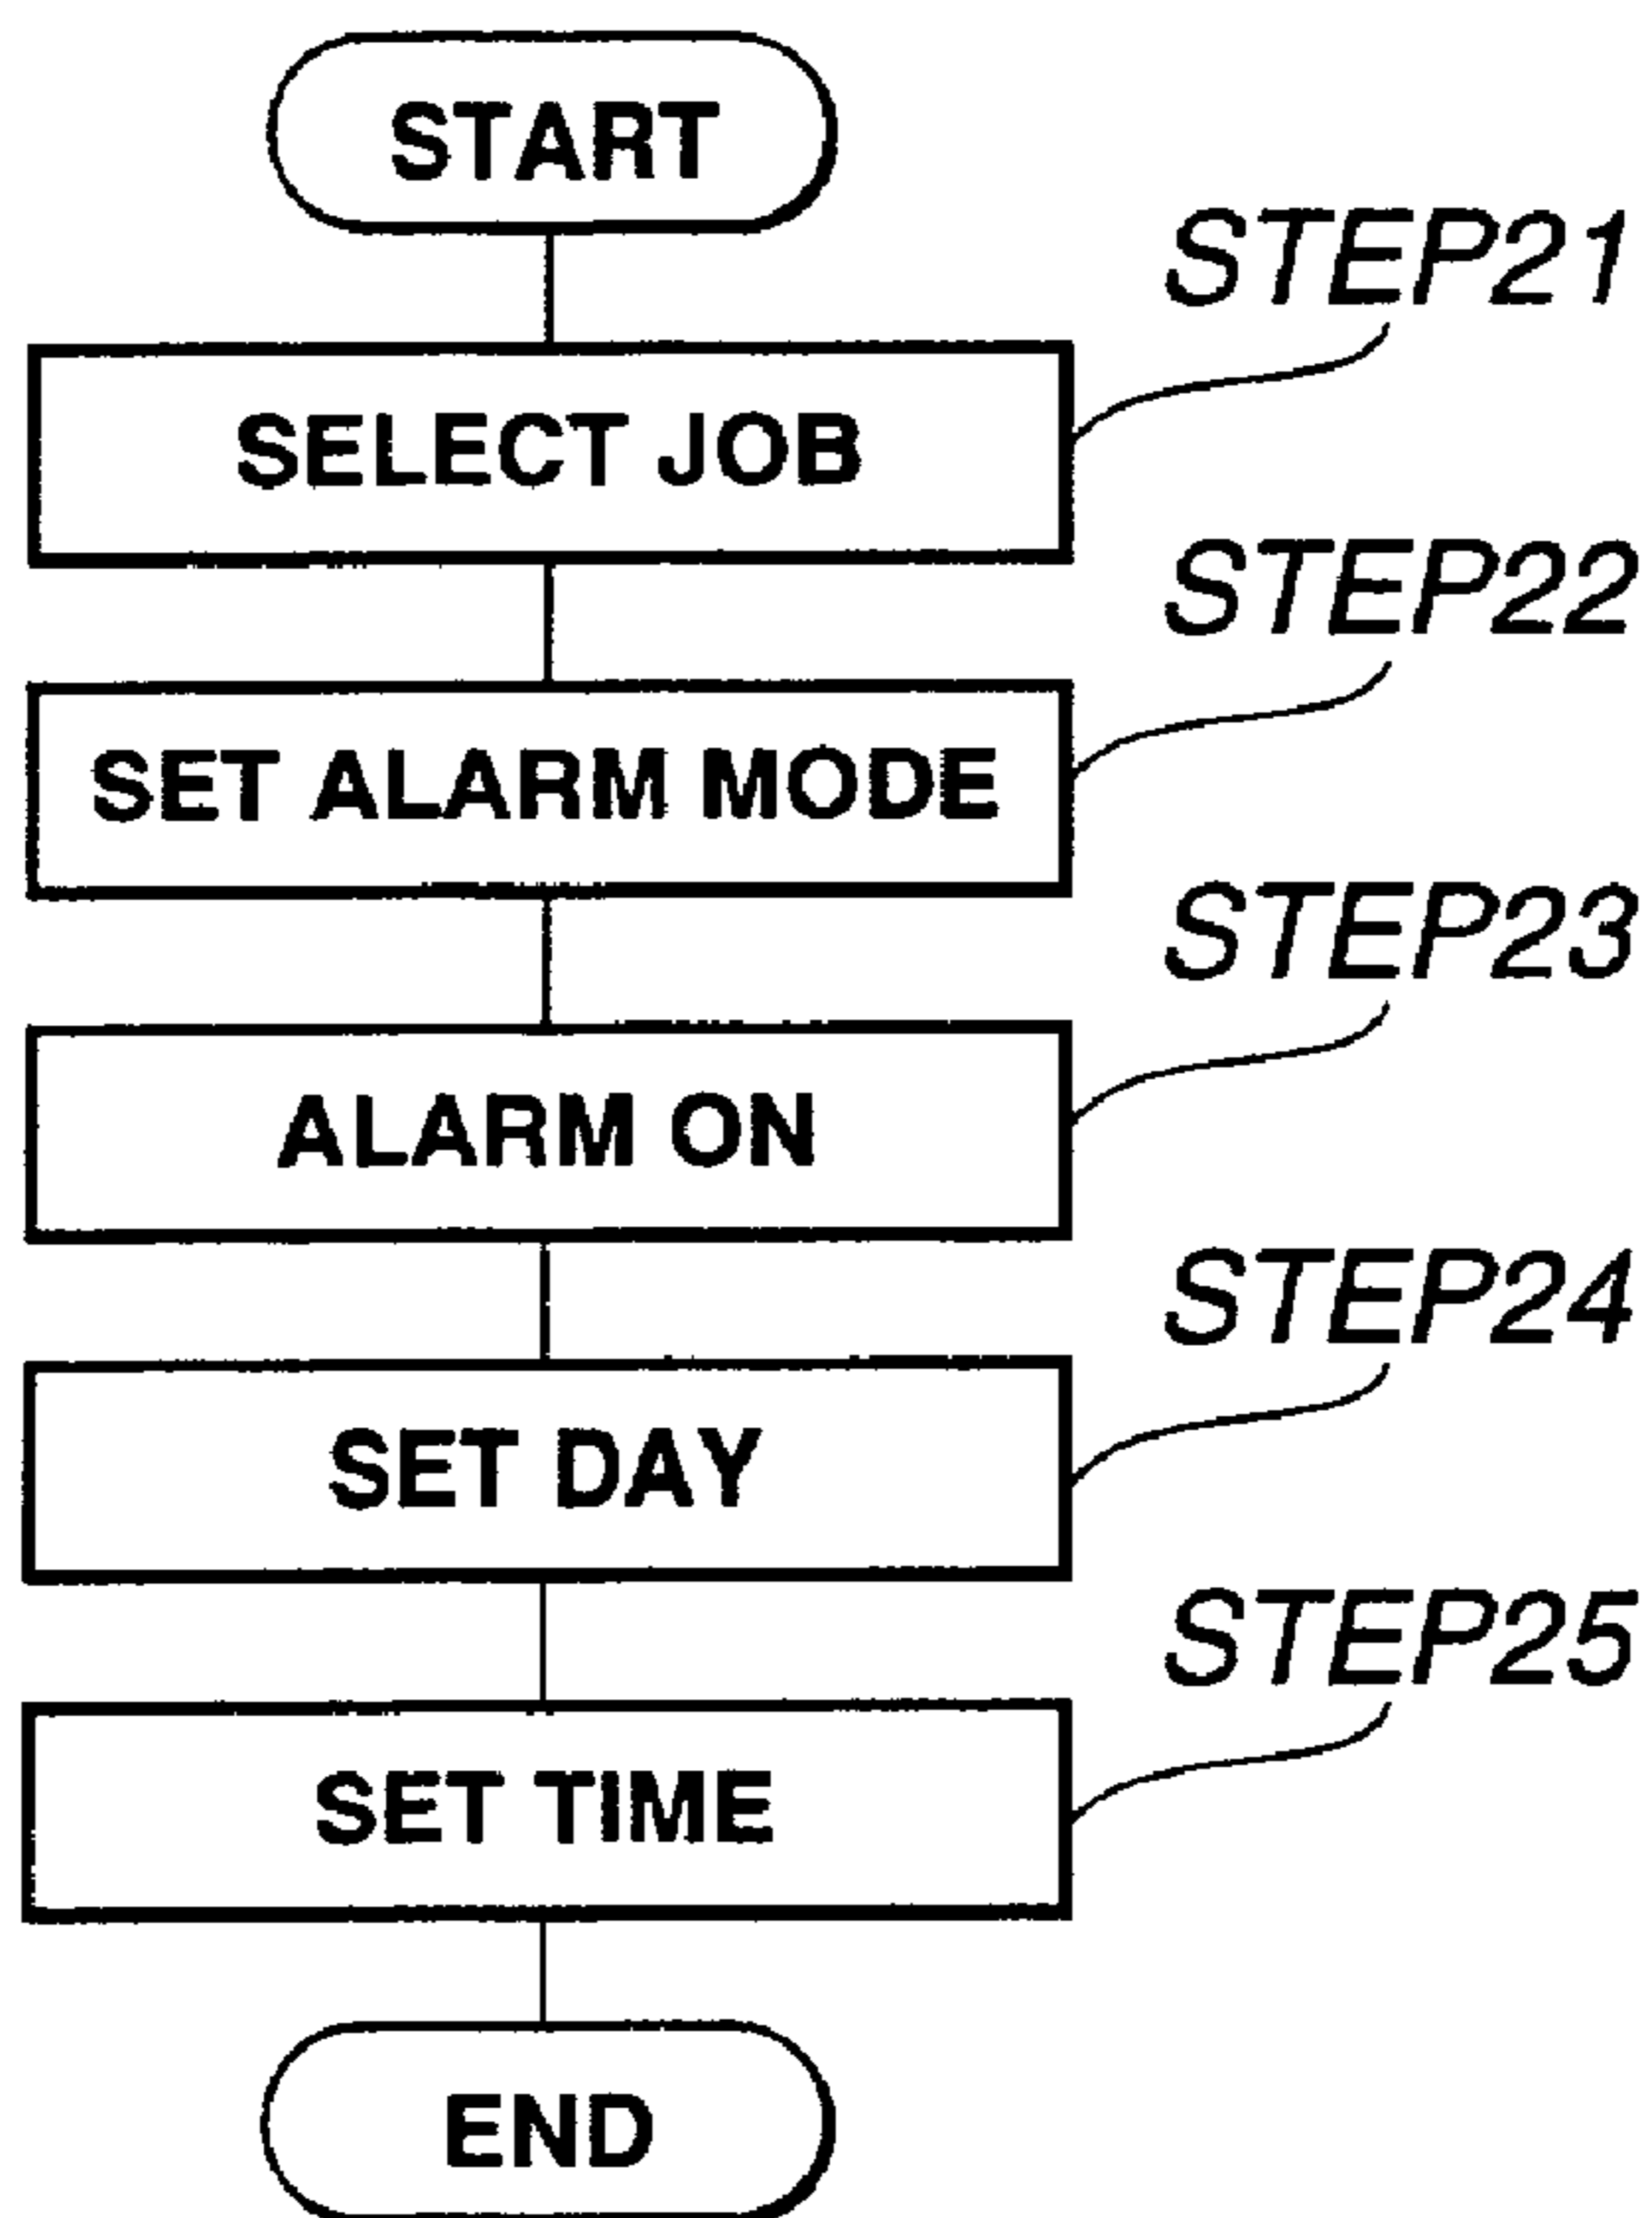 START
STEP21
SELECT JOB
STEP22
SET ALARM MODE
STEP23
ALARM ON
STEP24
SET DAY
STEP25
SET TIME
END